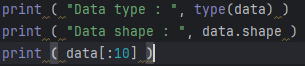 print ( "Data type : ", type(data) )
print ( "Data shape : ", data.shape )
print ( data[:10] )